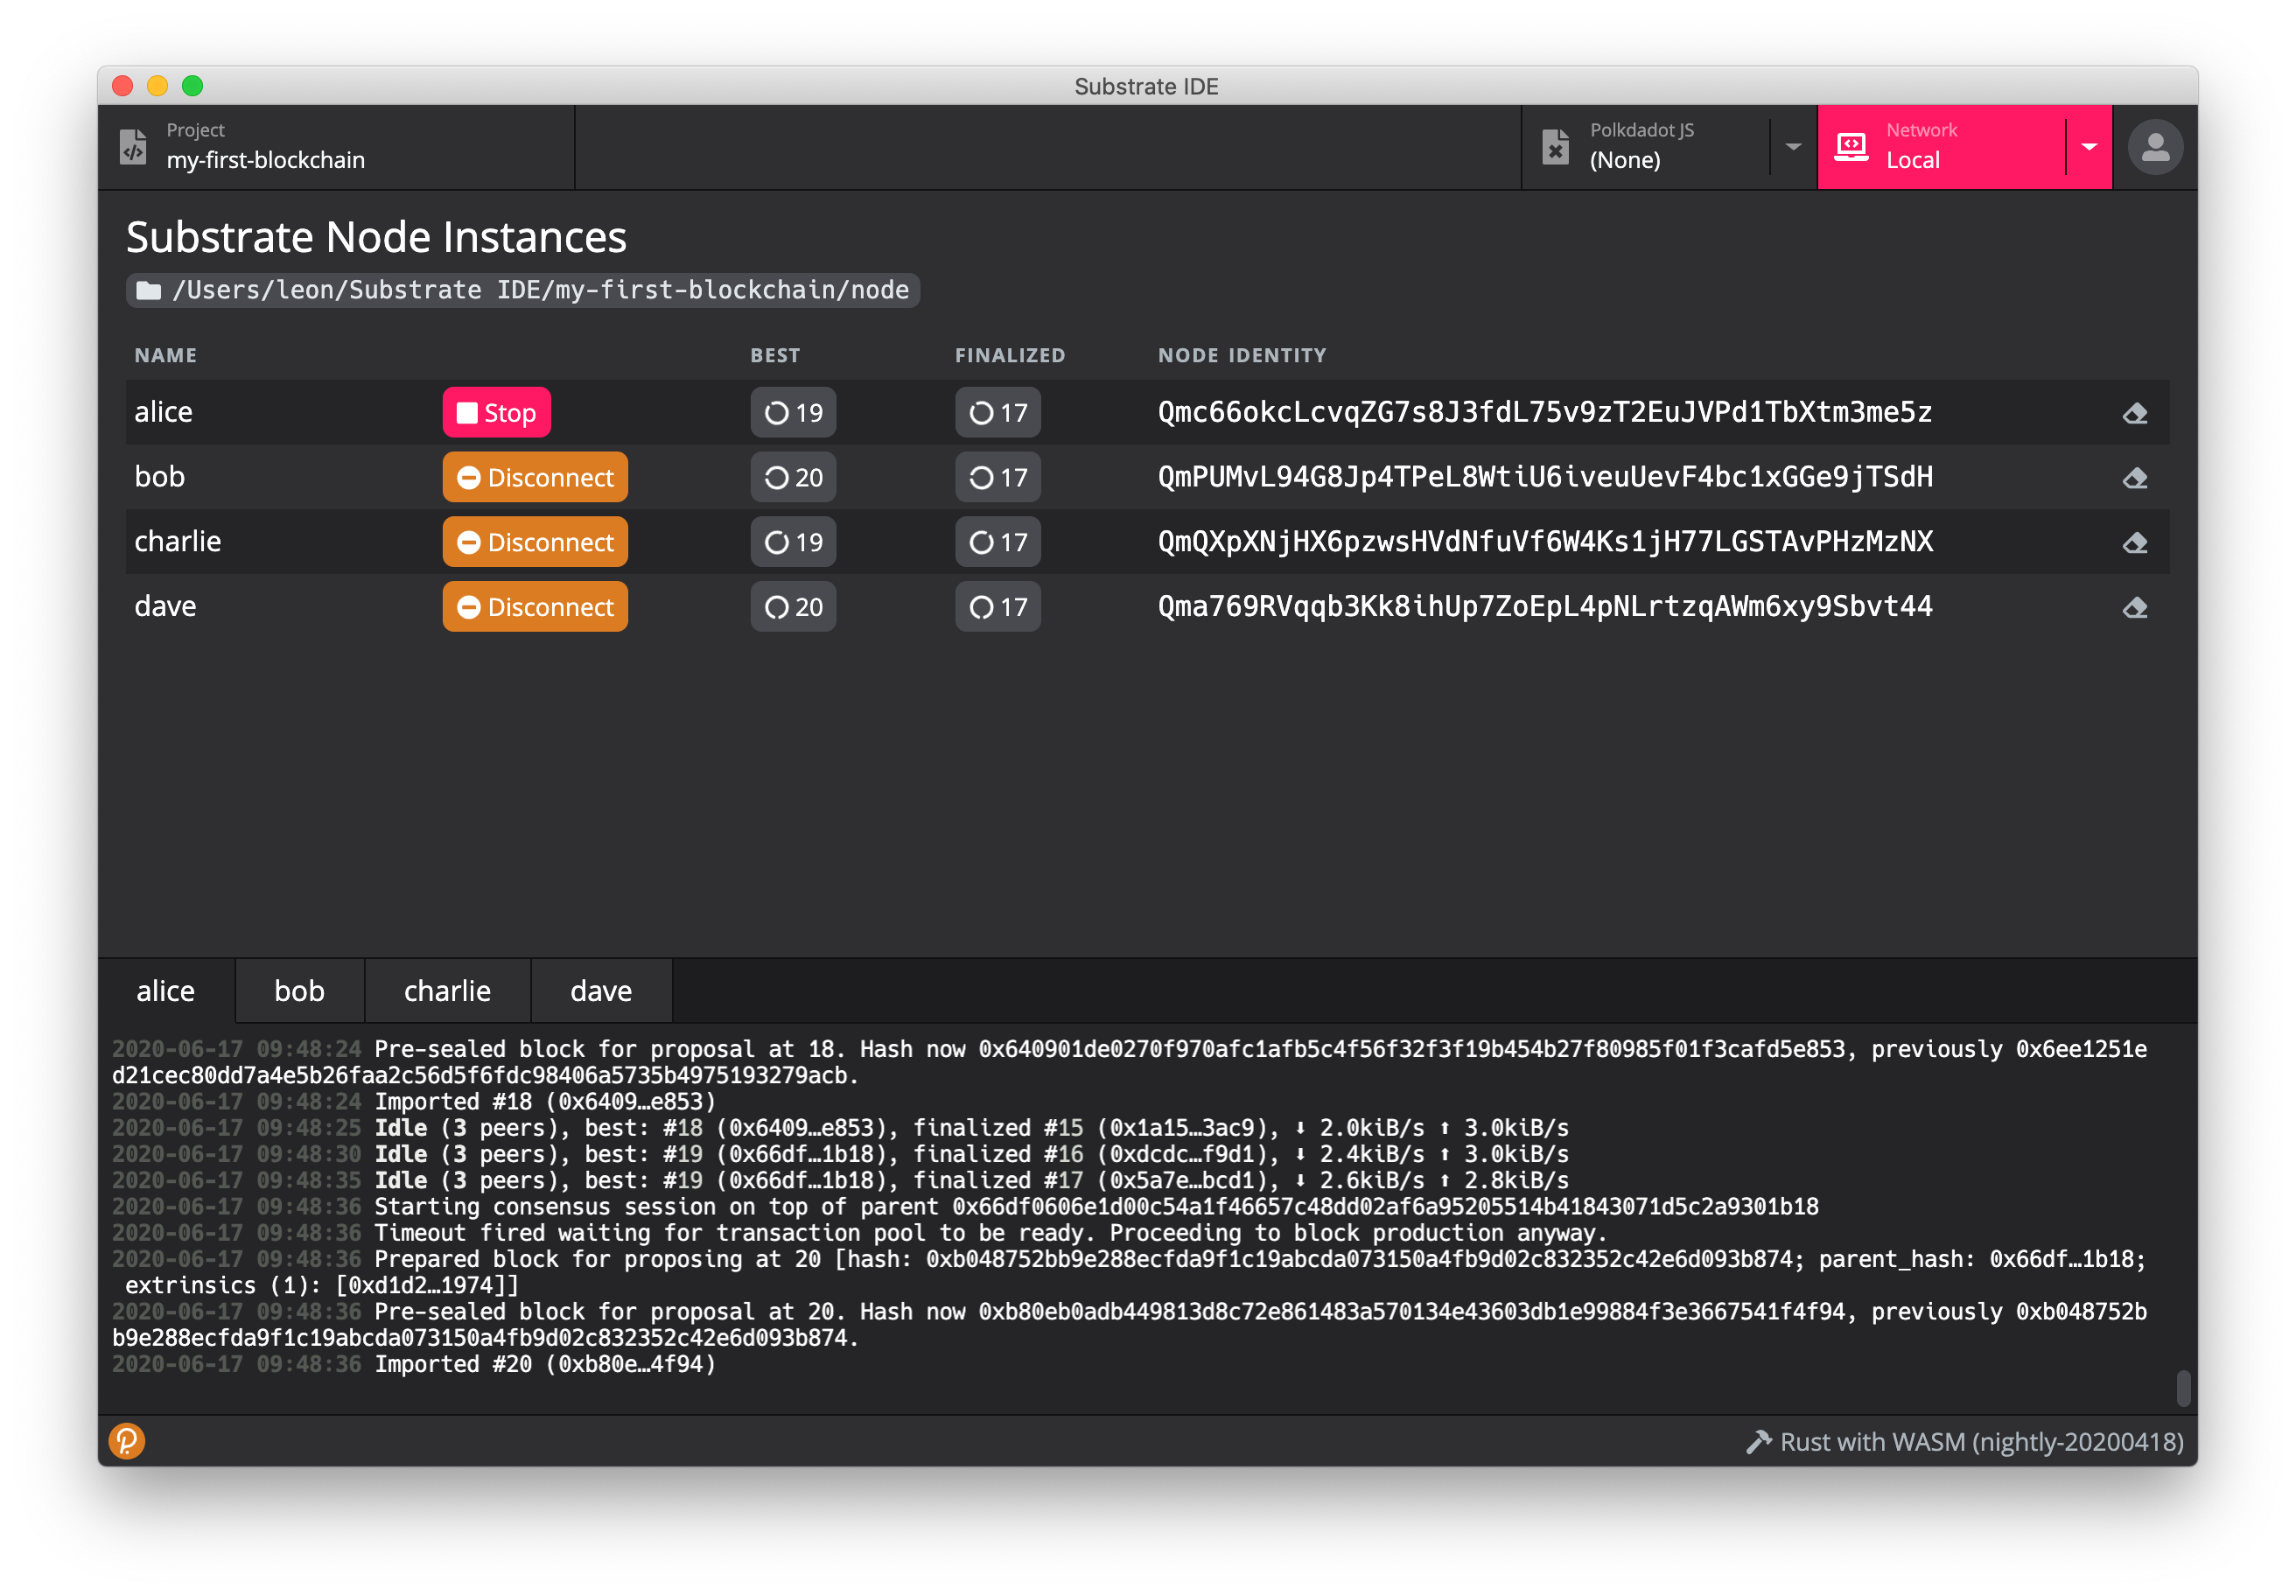 Substrate IDE
Project
my-first-blockchain
Polkdadot JS
(None)
Network
Local
Substrate Node Instances
/Users/leon/Substrate IDE/my-first-blockchain/node
NAME BEST FINALIZED NODE IDENTITY
alice Stop 19 17 Qmc66okcLcvqZG7s8J3fdL75v9zT2EuJVPd1TbXtm3me5z
bob Disconnect 20 17 QmPUMvL94G8Jp4TPeL8WtiU6iveuUevF4bc1xGGe9jTSdH
charlie Disconnect 19 17 QmQXpXNjHX6pzwsHVdNfuVf6W4Ks1jH77LGSTAvPHzMzNX
dave Disconnect 20 17 Qma769RVqqb3Kk8ihUp7ZoEpL4pNLrtzqAWm6xy9Sbvt44
alice bob charlie dave
2020-06-17 09:48:24 Pre-sealed block for proposal at 18. Hash now 0x640901de0270f970afc1afb5c4f56f32f3f19b454b27f80985f01f3cafd5e853, previously 0x6ee1251e
d21cec80dd7a4e5b26faa2c56d5f6fdc98406a5735b4975193279acb.
2020-06-17 09:48:24 Imported #18 (0x6409…e853)
2020-06-17 09:48:25 Idle (3 peers), best: #18 (0x6409…e853), finalized #15 (0x1a15…3ac9), ⬇ 2.0kiB/s ⬆ 3.0kiB/s
2020-06-17 09:48:30 Idle (3 peers), best: #19 (0x66df…1b18), finalized #16 (0xdcdc…f9d1), ⬇ 2.4kiB/s ⬆ 3.0kiB/s
2020-06-17 09:48:35 Idle (3 peers), best: #19 (0x66df…1b18), finalized #17 (0x5a7e…bcd1), ⬇ 2.6kiB/s ⬆ 2.8kiB/s
2020-06-17 09:48:36 Starting consensus session on top of parent 0x66df0606e1d00c54a1f46657c48dd02af6a95205514b41843071d5c2a9301b18
2020-06-17 09:48:36 Timeout fired waiting for transaction pool to be ready. Proceeding to block production anyway.
2020-06-17 09:48:36 Prepared block for proposing at 20 [hash: 0xb048752bb9e288ecfda9f1c19abcda073150a4fb9d02c832352c42e6d093b874; parent_hash: 0x66df…1b18;
extrinsics (1): [0xd1d2…1974]]
2020-06-17 09:48:36 Pre-sealed block for proposal at 20. Hash now 0xb80eb0adb449813d8c72e861483a570134e43603db1e99884f3e3667541f4f94, previously 0xb048752b
b9e288ecfda9f1c19abcda073150a4fb9d02c832352c42e6d093b874.
2020-06-17 09:48:36 Imported #20 (0xb80e…4f94)
Rust with WASM (nightly-20200418)